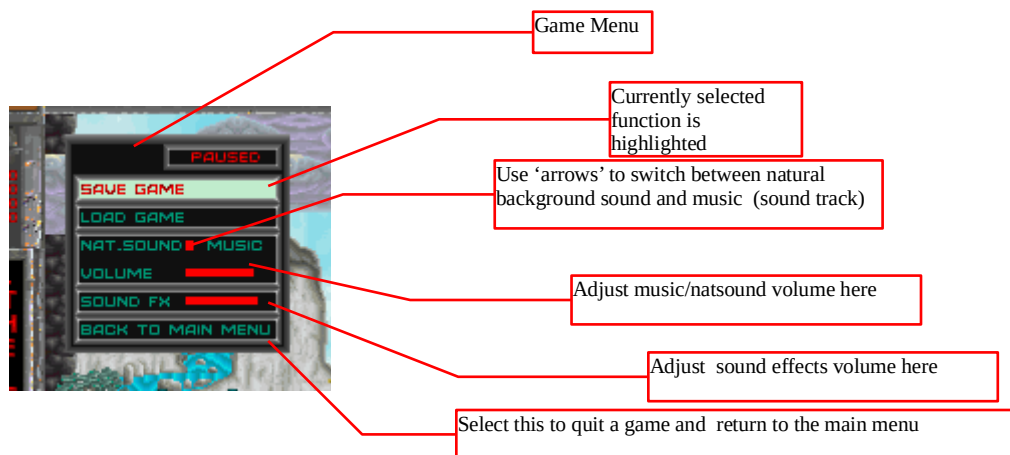 Game Menu
Currently selected
function is
highlighted
Use ‘arrows’ to switch between natural
background sound and music  (sound track)
Adjust music/natsound volume here
Adjust  sound effects volume here
Select this to quit a game and  return to the main menu
PAUSED
SAVE GAME
LOAD GAME
NAT.SOUND MUSIC
VOLUME
SOUND FX
BACK TO MAIN MENU